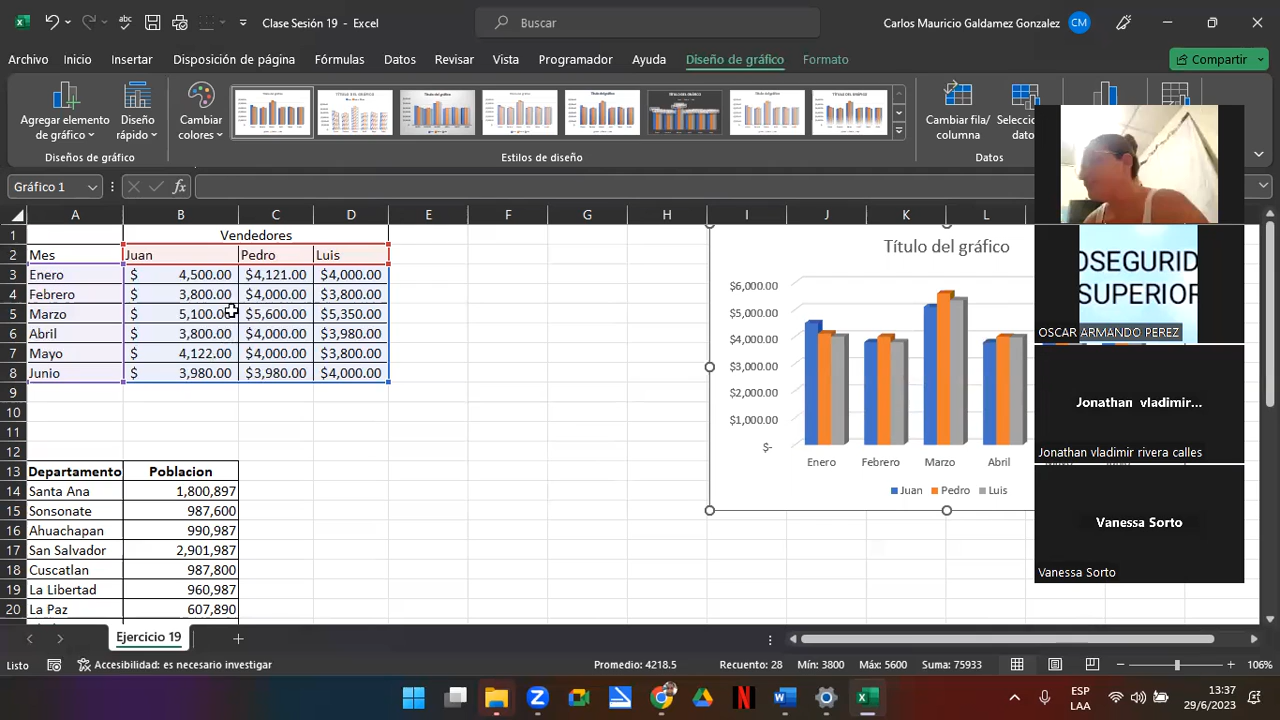 Clase Sesión 19 - Excel
Buscar
Carlos Mauricio Galdamez Gonzalez
CM
Archivo Inicio Insertar Disposición de página Fórmulas Datos Revisar Vista Programador Ayuda Diseño de gráfico Formato
Compartir
Agregar elemento de gráfico
Diseño rápido
Cambiar colores
Cambiar fila/columna
Diseños de gráfico
Estilos de diseño
Datos
Gráfico 1
fx
A B C D E F G H I J K L
1 Vendedores
2 Mes Juan Pedro Luis
3 Enero $ 4,500.00 $4,121.00 $4,000.00
4 Febrero $ 3,800.00 $4,000.00 $3,800.00
5 Marzo $ 5,100.00 $5,600.00 $5,350.00
6 Abril $ 3,800.00 $4,000.00 $3,980.00
7 Mayo $ 4,122.00 $4,000.00 $3,800.00
8 Junio $ 3,980.00 $3,980.00 $4,000.00
9
10
11
12
13 Departamento Poblacion
14 Santa Ana 1,800,897
15 Sonsonate 987,600
16 Ahuachapan 990,987
17 San Salvador 2,901,987
18 Cuscatlan 987,800
19 La Libertad 960,987
20 La Paz 607,890
Título del gráfico
$6,000.00
$5,000.00
$4,000.00
$3,000.00
$2,000.00
$1,000.00
$-
Enero Febrero Marzo Abril
Juan Pedro Luis
OSEGURID
SUPERIOR
OSCAR ARMANDO PEREZ
Jonathan vladimir...
Jonathan vladimir rivera calles
Vanessa Sorto
Vanessa Sorto
Ejercicio 19
Listo
Accesibilidad: es necesario investigar
Promedio: 4218.5 Recuento: 28 Mín: 3800 Máx: 5600 Suma: 75933
106%
ESP
LAA
13:37
29/6/2023